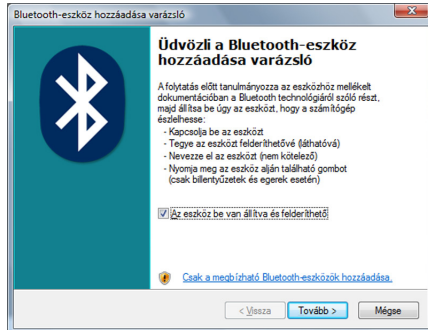 Bluetooth-eszköz hozzáadása varázsló
Üdvözli a Bluetooth-eszköz
hozzáadása varázsló
A folytatás előtt tanulmányozza az eszközhöz mellékelt
dokumentációban a Bluetooth technológiáról szóló részt,
majd állítsa be úgy az eszközt, hogy a számítógép
észlelhesse:
- Kapcsolja be az eszközt
- Tegye az eszközt felderíthetővé (láthatóvá)
- Nevezze el az eszközt (nem kötelező)
- Nyomja meg az eszköz alján található gombot
(csak billentyűzetek és egerek esetén)
Az eszköz be van állítva és felderíthető
Csak a megbízható Bluetooth-eszközök hozzáadása.
< Vissza Tovább > Mégse